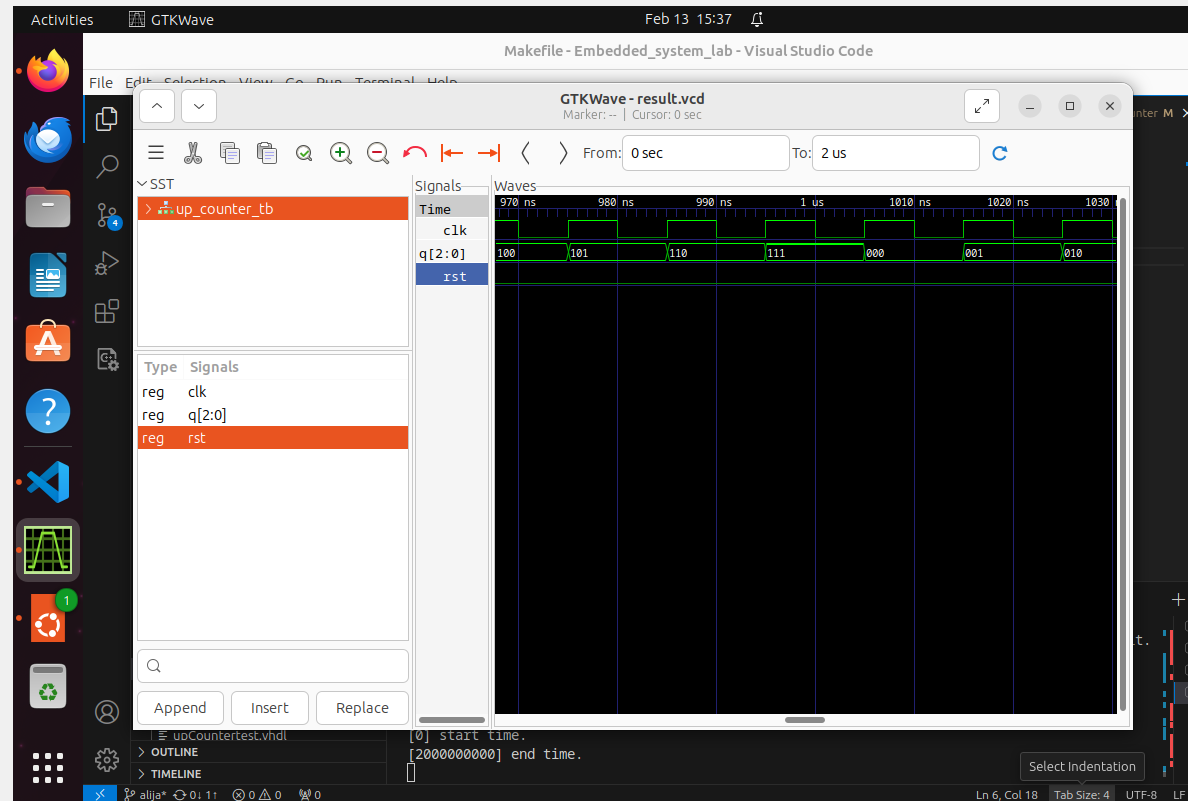 Activities GTKWave Feb 13 15:37
Makefile - Embedded_system_lab - Visual Studio Code
File Edit Selection View Go Run Terminal Help
GTKWave - result.vcd
Marker: -- | Cursor: 0 sec
From: 0 sec To: 2 us
SST
up_counter_tb
Type Signals
reg clk
reg q[2:0]
reg rst
Append Insert Replace
Signals
Time
clk
q[2:0]
rst
Waves
970 ns 980 ns 990 ns 1 us 1010 ns 1020 ns 1030
100 101 110 111 000 001 010
unter M
4
1
t.
upCountertest.vhdl
OUTLINE
TIMELINE
[0] start time.
[2000000000] end time.
Select Indentation
alija* 0↓ 1↑ 0 0 0 Ln 6, Col 18 Tab Size: 4 UTF-8 LF